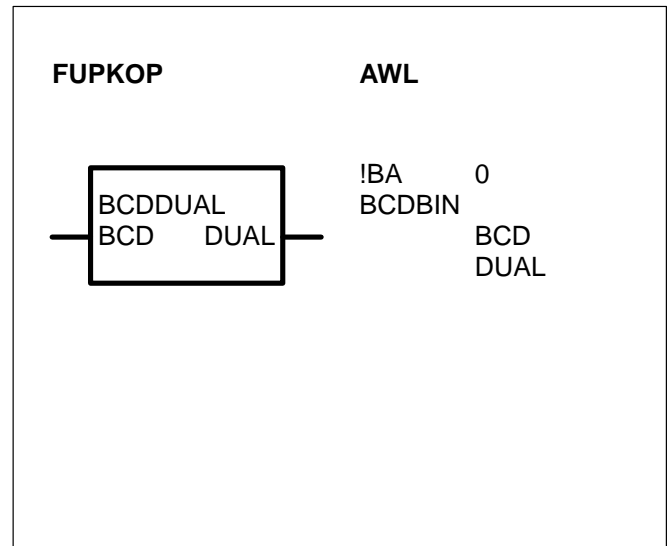 FUPKOP
AWL
BCDDUAL
BCD DUAL
!BA 0
BCDBIN
BCD
DUAL